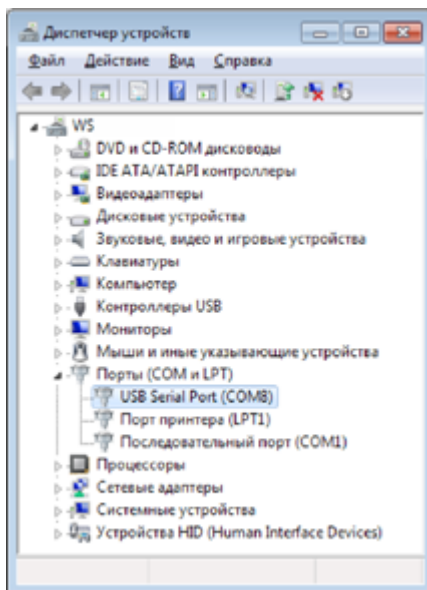 Диспетчер устройств
Файл Действие Вид Справка
WS
DVD и CD-ROM дисководы
IDE ATA/ATAPI контроллеры
Видеоадаптеры
Дисковые устройства
Звуковые, видео и игровые устройства
Клавиатуры
Компьютер
Контроллеры USB
Мониторы
Мыши и иные указывающие устройства
Порты (COM и LPT)
USB Serial Port (COM8)
Порт принтера (LPT1)
Последовательный порт (COM1)
Процессоры
Сетевые адаптеры
Системные устройства
Устройства HID (Human Interface Devices)